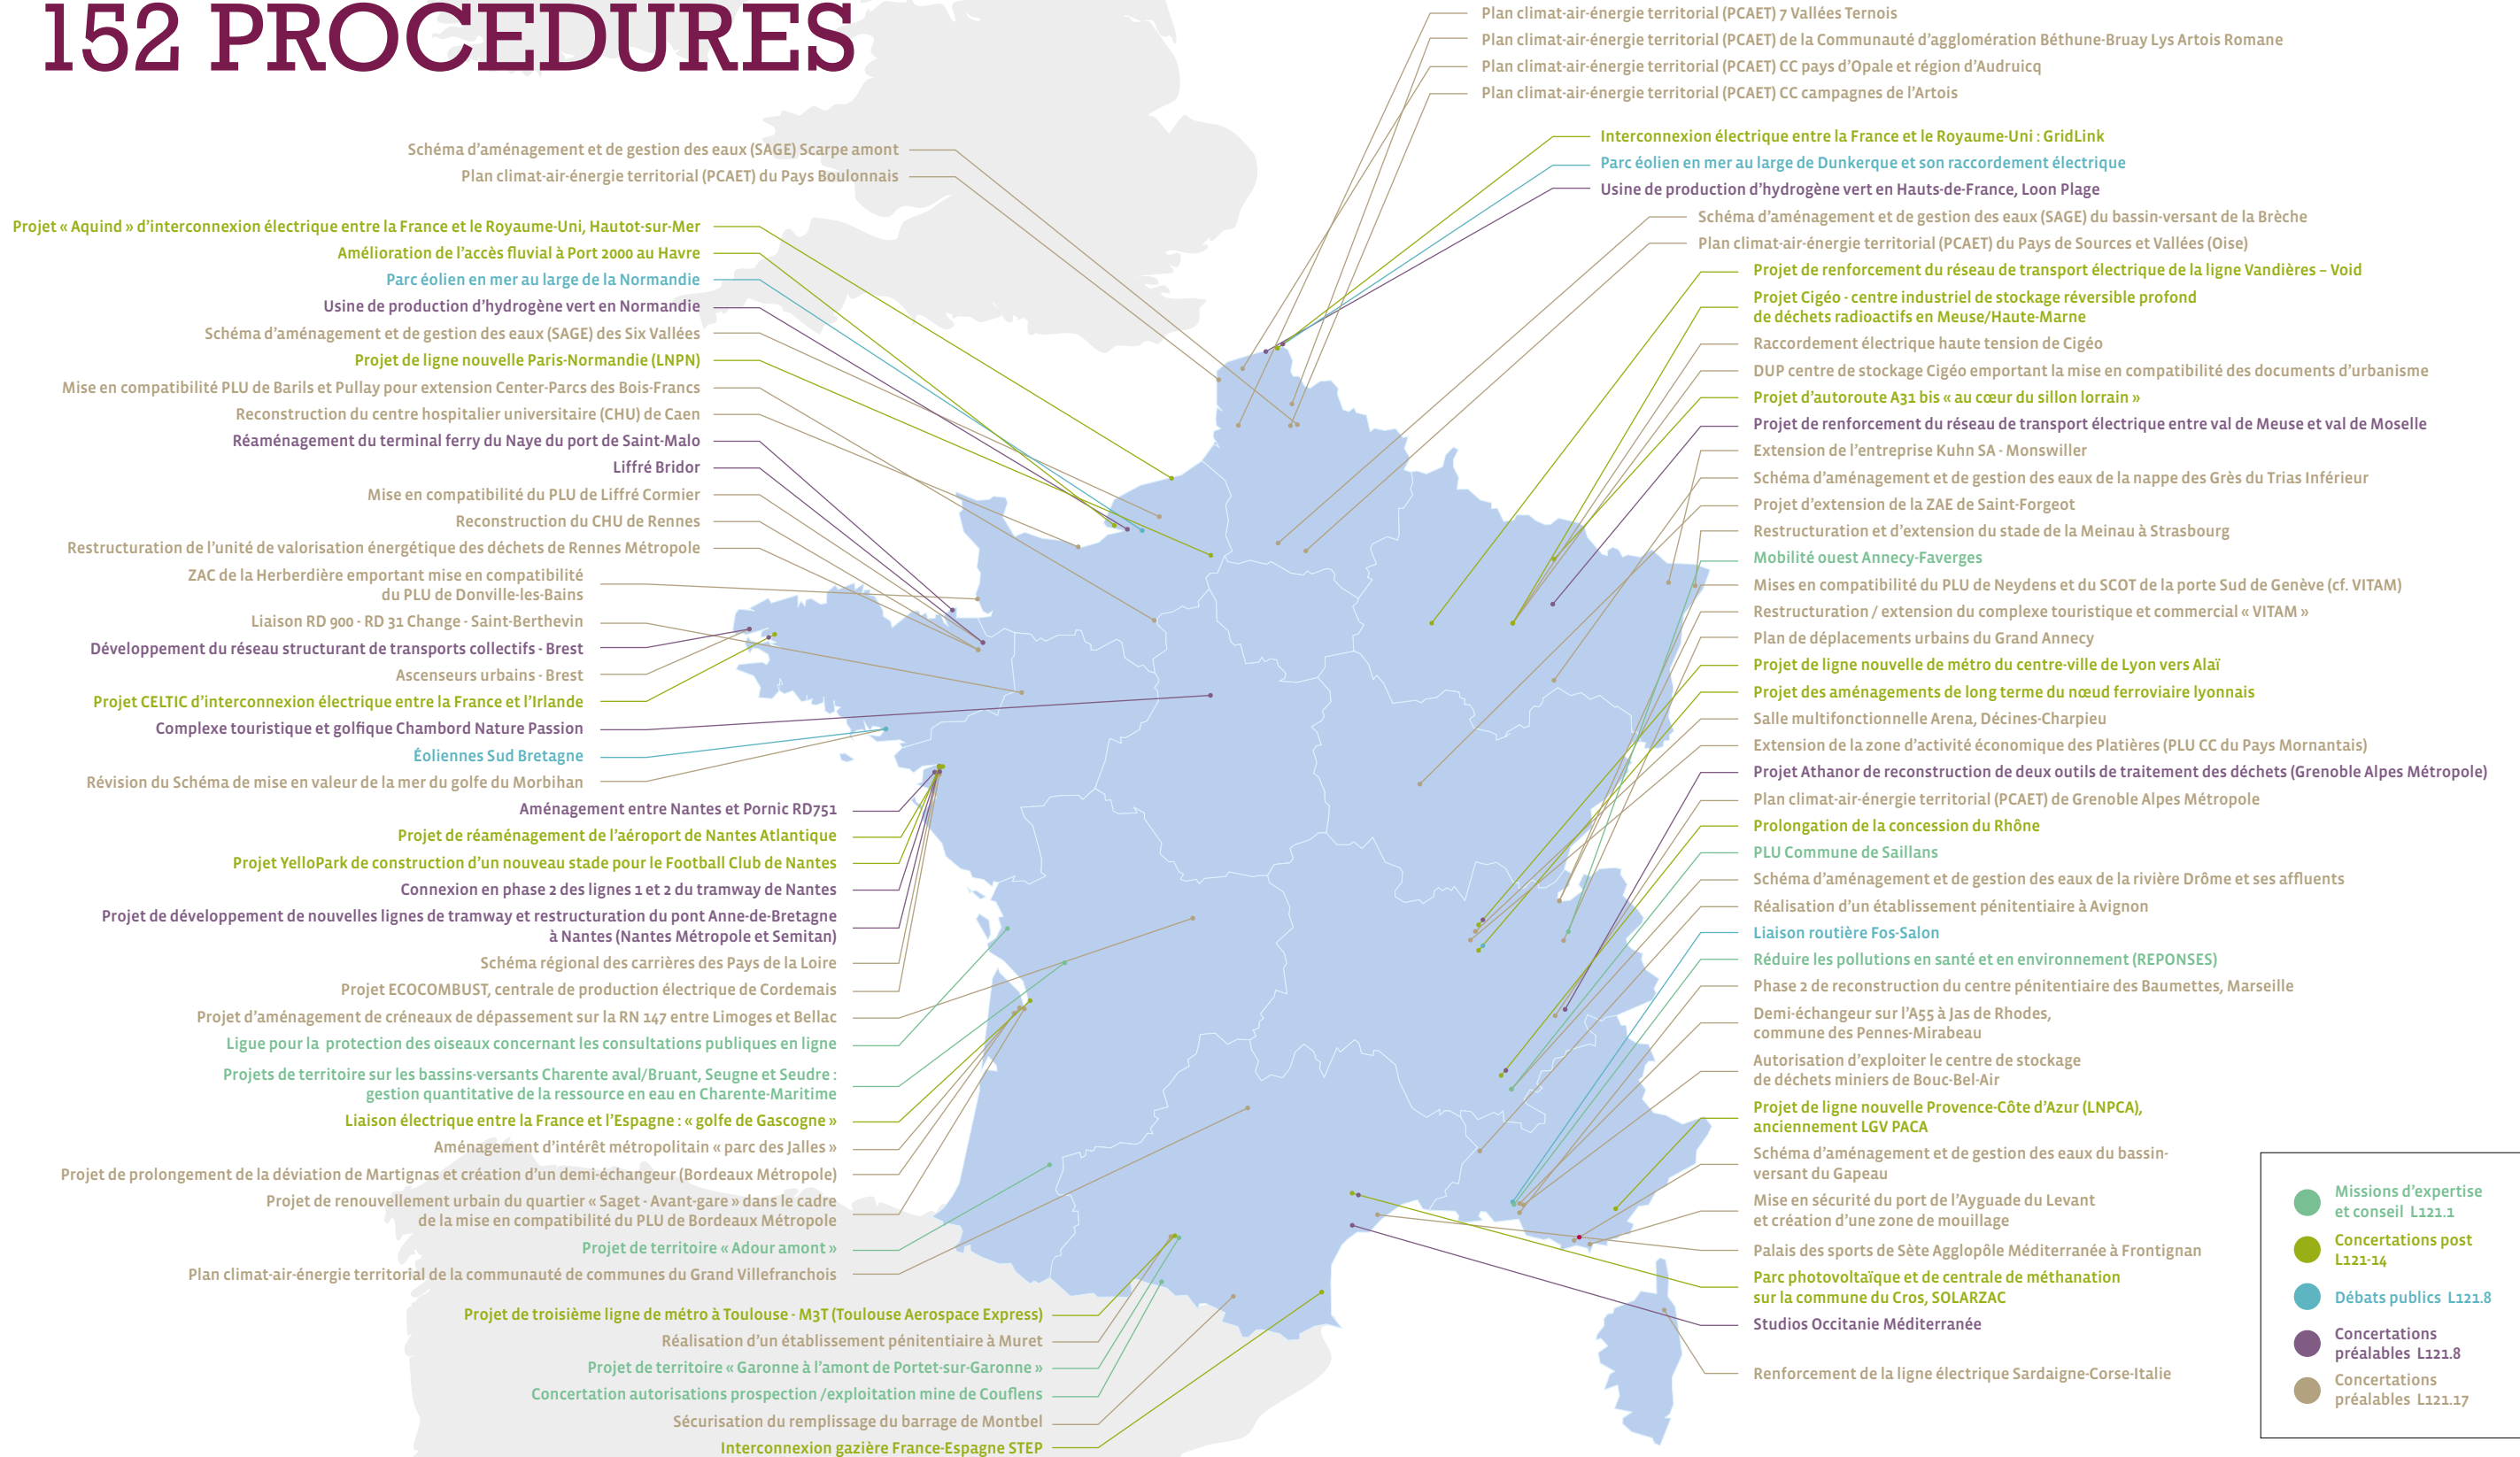 152 PROCEDURES
Schéma d'aménagement et de gestion des eaux (SAGE) Scarpe amont
Plan climat-air-énergie territorial (PCAET) du Pays Boulonnais
Projet « Aquind » d'interconnexion électrique entre la France et le Royaume-Uni, Hautot-sur-Mer
Amélioration de l'accès fluvial à Port 2000 au Havre
Parc éolien en mer au large de la Normandie
Usine de production d'hydrogène vert en Normandie
Schéma d'aménagement et de gestion des eaux (SAGE) des Six Vallées
Projet de ligne nouvelle Paris-Normandie (LNPN)
Mise en compatibilité PLU de Barils et Pullay pour extension Center-Parcs des Bois-Francs
Reconstruction du centre hospitalier universitaire (CHU) de Caen
Réaménagement du terminal ferry du Naye du port de Saint-Malo
Liffré Bridor
Mise en compatibilité du PLU de Liffré Cormier
Reconstruction du CHU de Rennes
Restructuration de l'unité de valorisation énergétique des déchets de Rennes Métropole
ZAC de la Herberdière emportant mise en compatibilité
du PLU de Donville-les-Bains
Liaison RD 900 - RD 31 Change - Saint-Berthevin
Développement du réseau structurant de transports collectifs - Brest
Ascenseurs urbains - Brest
Projet CELTIC d'interconnexion électrique entre la France et l'Irlande
Complexe touristique et golfique Chambord Nature Passion
Éoliennes Sud Bretagne
Révision du Schéma de mise en valeur de la mer du golfe du Morbihan
Aménagement entre Nantes et Pornic RD751
Projet de réaménagement de l'aéroport de Nantes Atlantique
Projet YelloPark de construction d'un nouveau stade pour le Football Club de Nantes
Connexion en phase 2 des lignes 1 et 2 du tramway de Nantes
Projet de développement de nouvelles lignes de tramway et restructuration du pont Anne-de-Bretagne
à Nantes (Nantes Métropole et Semitan)
Schéma régional des carrières des Pays de la Loire
Projet ECOCOMBUST, centrale de production électrique de Cordemais
Projet d'aménagement de créneaux de dépassement sur la RN 147 entre Limoges et Bellac
Ligue pour la protection des oiseaux concernant les consultations publiques en ligne
Projets de territoire sur les bassins-versants Charente aval/Bruant, Seugne et Seudre :
gestion quantitative de la ressource en eau en Charente-Maritime
Liaison électrique entre la France et l'Espagne : « golfe de Gascogne »
Aménagement d'intérêt métropolitain « parc des Jalles »
Projet de prolongement de la déviation de Martignas et création d'un demi-échangeur (Bordeaux Métropole)
Projet de renouvellement urbain du quartier « Saget - Avant-gare » dans le cadre
de la mise en compatibilité du PLU de Bordeaux Métropole
Projet de territoire « Adour amont »
Plan climat-air-énergie territorial de la communauté de communes du Grand Villefranchois
Projet de troisième ligne de métro à Toulouse - M3T (Toulouse Aerospace Express)
Réalisation d'un établissement pénitentiaire à Muret
Projet de territoire « Garonne à l'amont de Portet-sur-Garonne »
Concertation autorisations prospection /exploitation mine de Couflens
Sécurisation du remplissage du barrage de Montbel
Interconnexion gazière France-Espagne STEP
Plan climat-air-énergie territorial (PCAET) 7 Vallées Ternois
Plan climat-air-énergie territorial (PCAET) de la Communauté d'agglomération Béthune-Bruay Lys Artois Romane
Plan climat-air-énergie territorial (PCAET) CC pays d'Opale et région d'Audruicq
Plan climat-air-énergie territorial (PCAET) CC campagnes de l'Artois
Interconnexion électrique entre la France et le Royaume-Uni : GridLink
Parc éolien en mer au large de Dunkerque et son raccordement électrique
Usine de production d'hydrogène vert en Hauts-de-France, Loon Plage
Schéma d'aménagement et de gestion des eaux (SAGE) du bassin-versant de la Brèche
Plan climat-air-énergie territorial (PCAET) du Pays de Sources et Vallées (Oise)
Projet de renforcement du réseau de transport électrique de la ligne Vandières – Void
Projet Cigéo - centre industriel de stockage réversible profond
de déchets radioactifs en Meuse/Haute-Marne
Raccordement électrique haute tension de Cigéo
DUP centre de stockage Cigéo emportant la mise en compatibilité des documents d'urbanisme
Projet d'autoroute A31 bis « au cœur du sillon lorrain »
Projet de renforcement du réseau de transport électrique entre val de Meuse et val de Moselle
Extension de l'entreprise Kuhn SA - Monswiller
Schéma d'aménagement et de gestion des eaux de la nappe des Grès du Trias Inférieur
Projet d'extension de la ZAE de Saint-Forgeot
Restructuration et d'extension du stade de la Meinau à Strasbourg
Mobilité ouest Annecy-Faverges
Mises en compatibilité du PLU de Neydens et du SCOT de la porte Sud de Genève (cf. VITAM)
Restructuration / extension du complexe touristique et commercial « VITAM »
Plan de déplacements urbains du Grand Annecy
Projet de ligne nouvelle de métro du centre-ville de Lyon vers Alaï
Projet des aménagements de long terme du nœud ferroviaire lyonnais
Salle multifonctionnelle Arena, Décines-Charpieu
Extension de la zone d'activité économique des Platières (PLU CC du Pays Mornantais)
Projet Athanor de reconstruction de deux outils de traitement des déchets (Grenoble Alpes Métropole)
Plan climat-air-énergie territorial (PCAET) de Grenoble Alpes Métropole
Prolongation de la concession du Rhône
PLU Commune de Saillans
Schéma d'aménagement et de gestion des eaux de la rivière Drôme et ses affluents
Réalisation d'un établissement pénitentiaire à Avignon
Liaison routière Fos-Salon
Réduire les pollutions en santé et en environnement (REPONSES)
Phase 2 de reconstruction du centre pénitentiaire des Baumettes, Marseille
Demi-échangeur sur l'A55 à Jas de Rhodes,
commune des Pennes-Mirabeau
Autorisation d'exploiter le centre de stockage
de déchets miniers de Bouc-Bel-Air
Projet de ligne nouvelle Provence-Côte d'Azur (LNPCA),
anciennement LGV PACA
Schéma d'aménagement et de gestion des eaux du bassin-
versant du Gapeau
Mise en sécurité du port de l'Ayguade du Levant
et création d'une zone de mouillage
Palais des sports de Sète Agglopôle Méditerranée à Frontignan
Parc photovoltaïque et de centrale de méthanation
sur la commune du Cros, SOLARZAC
Studios Occitanie Méditerranée
Renforcement de la ligne électrique Sardaigne-Corse-Italie
Missions d'expertise
et conseil L121.1
Concertations post
L121-14
Débats publics L121.8
Concertations
préalables L121.8
Concertations
préalables L121.17